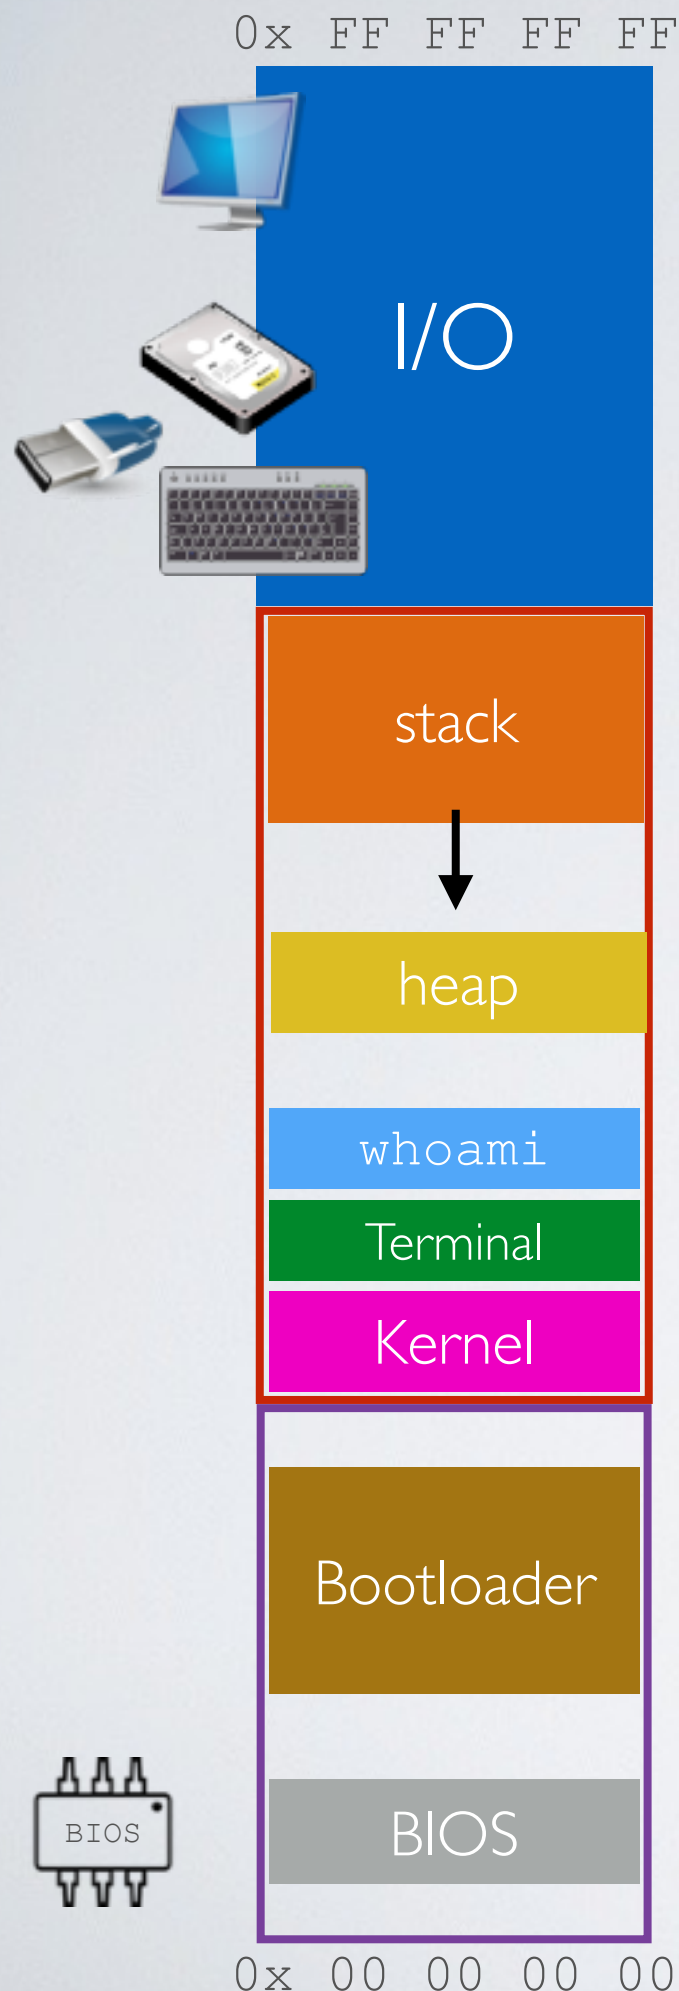 0x FF FF FF FF
I/O
stack
heap
whoami
Terminal
Kernel
Bootloader
BIOS
BIOS
0x 00 00 00 00